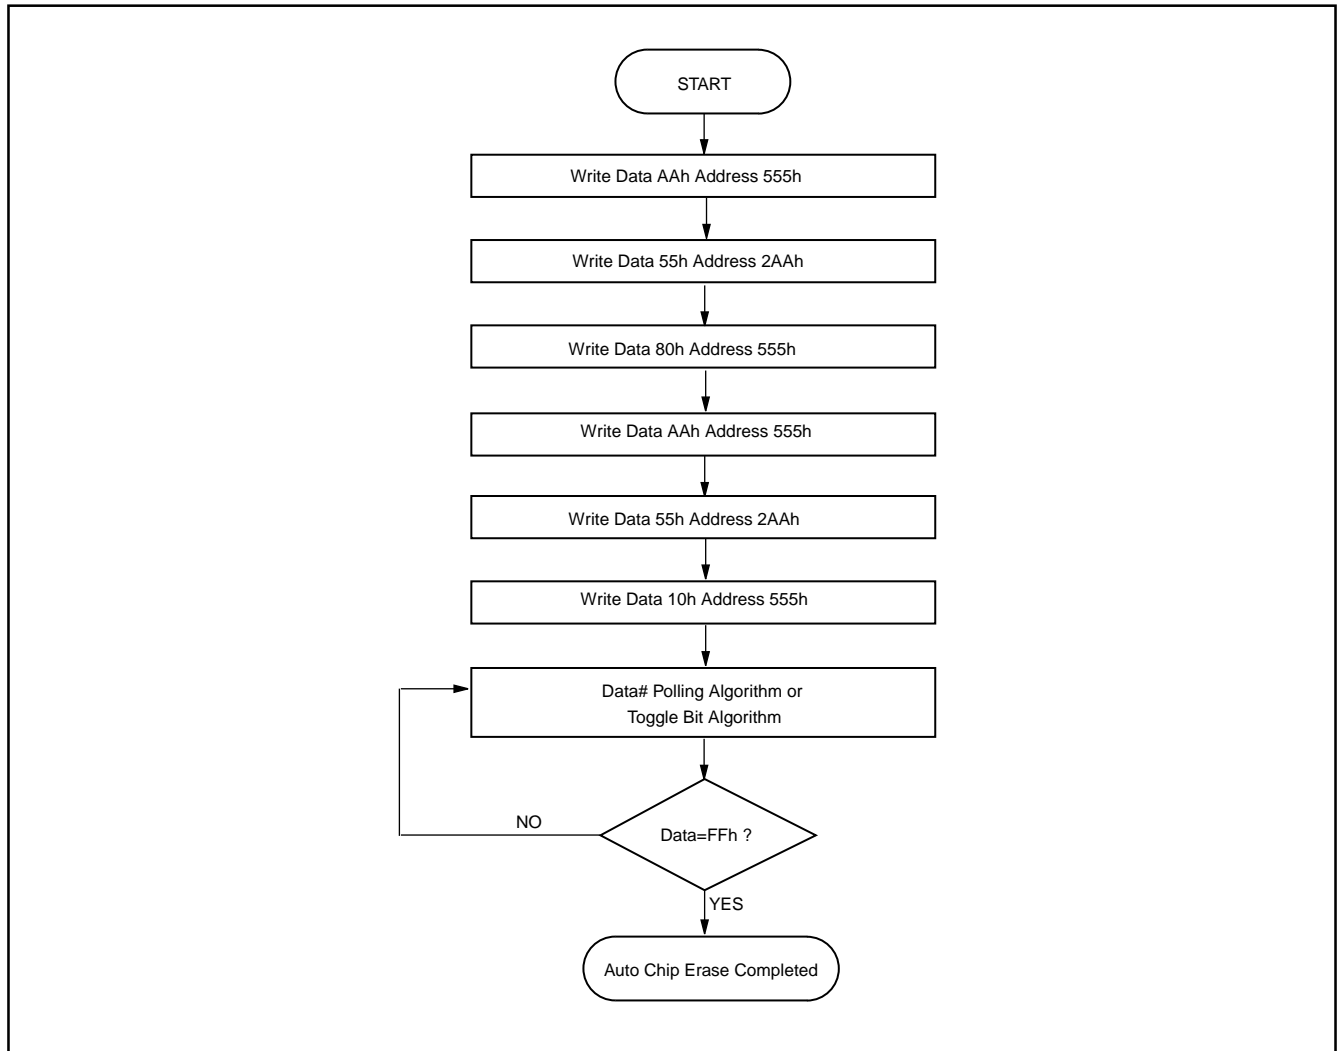 START
Write Data AAh Address 555h
Write Data 55h Address 2AAh
Write Data 80h Address 555h
Write Data AAh Address 555h
Write Data 55h Address 2AAh
Write Data 10h Address 555h
Data# Polling Algorithm or
Toggle Bit Algorithm
NO
Data=FFh ?
YES
Auto Chip Erase Completed